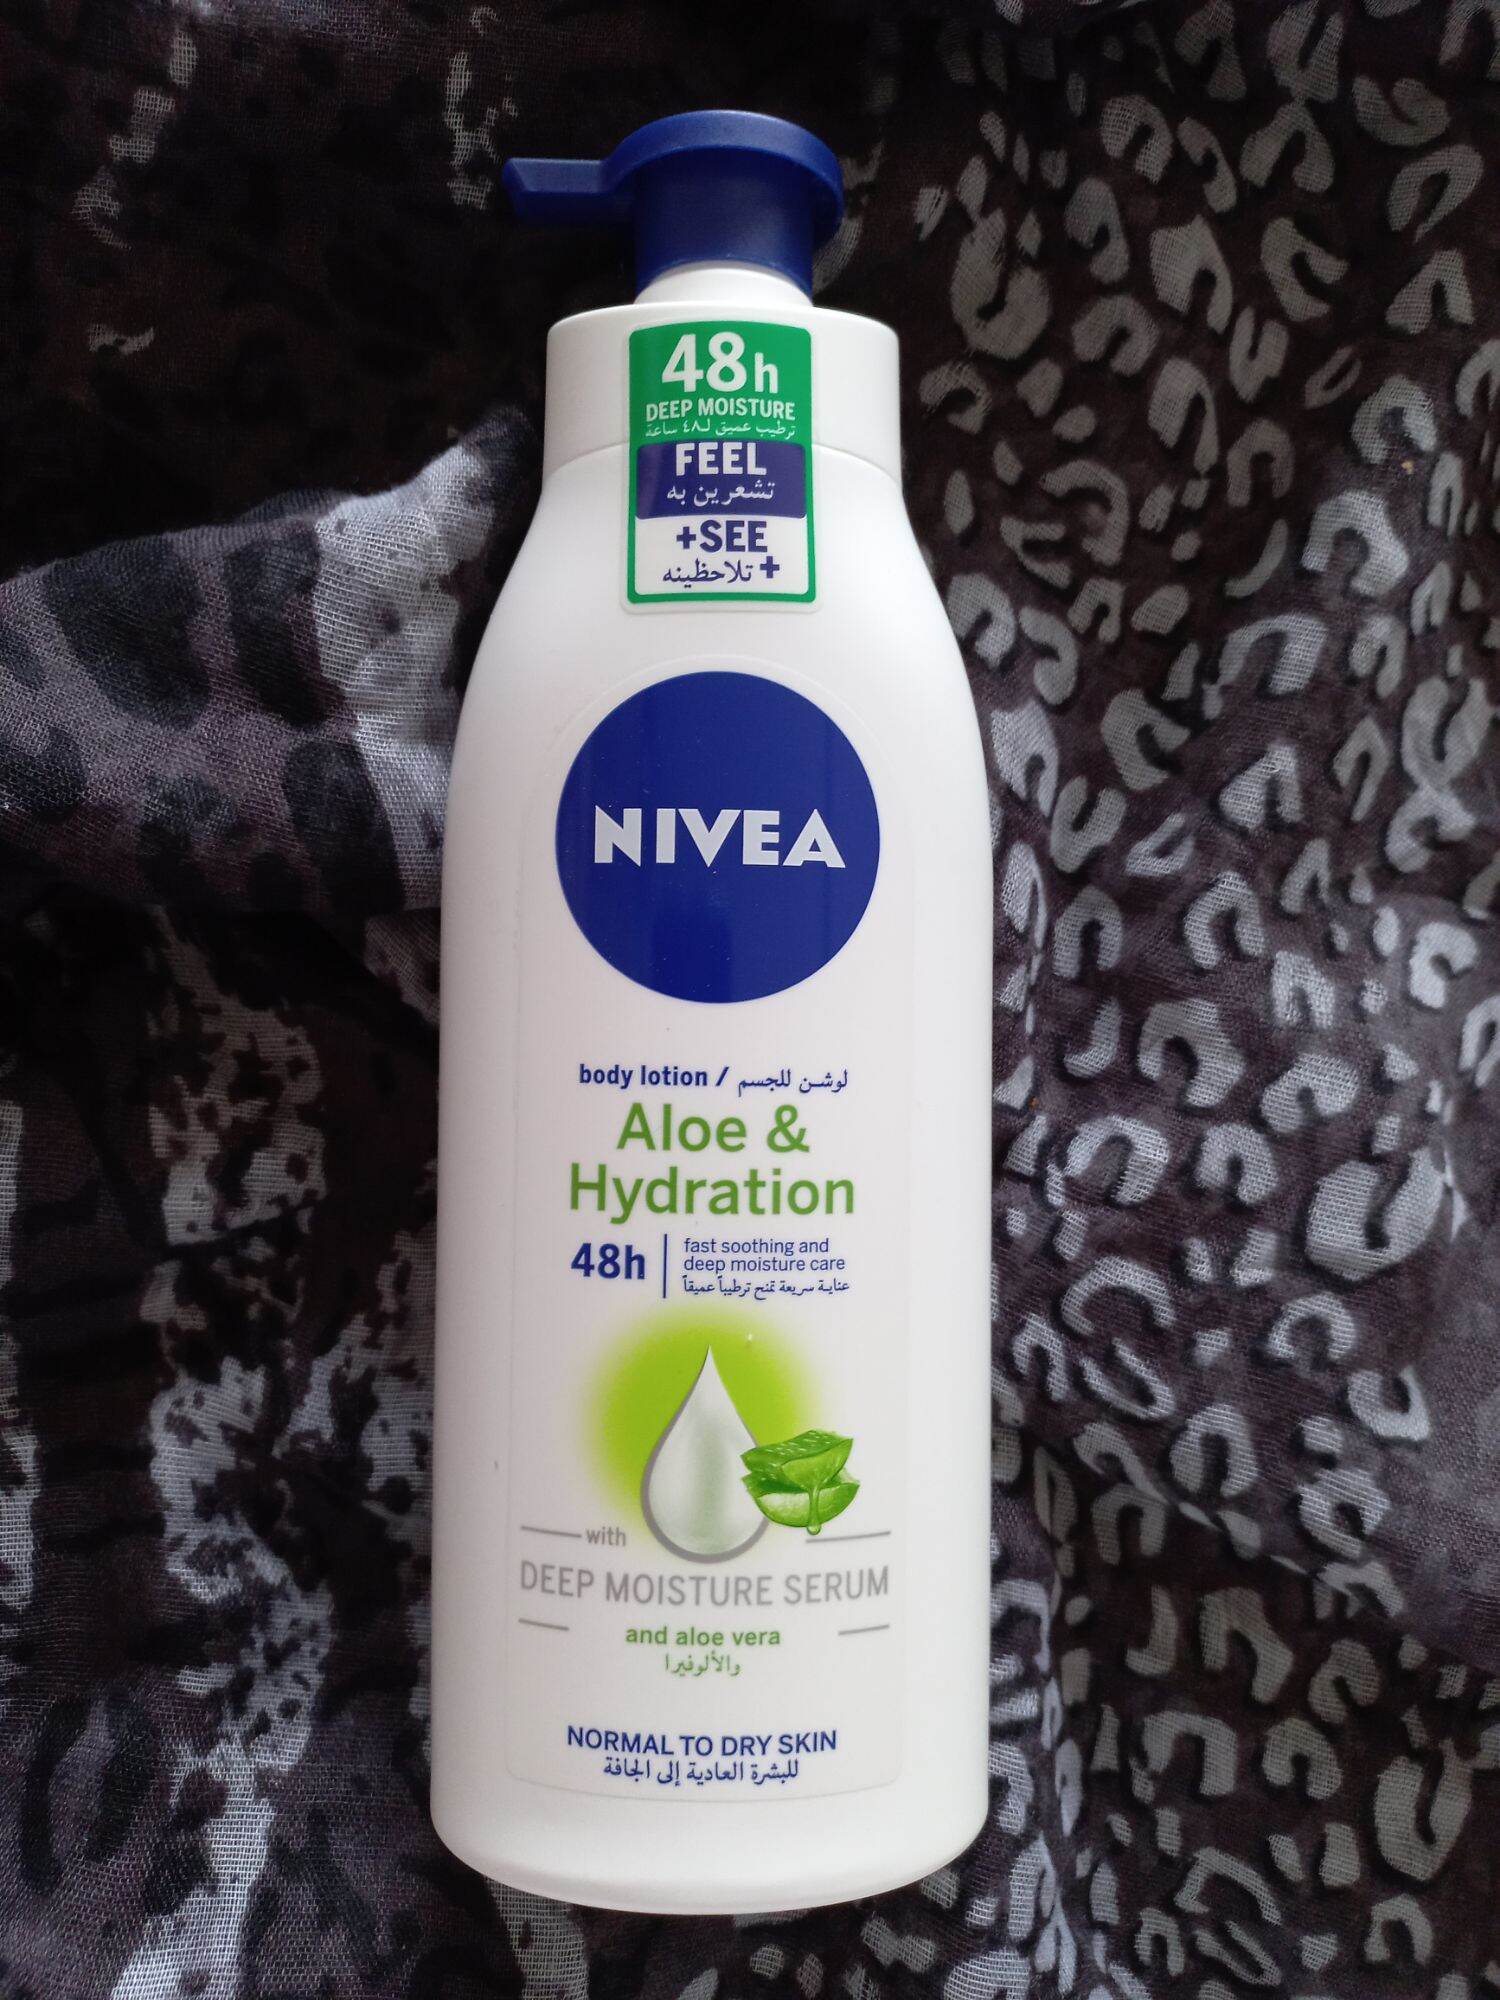 48h
DEEP MOISTURE
ترطيب عميق لـ٤٨ ساعة
FEEL
تشعرين به
+SEE
+ تلاحظينه
NIVEA
body lotion / لوشـن للجسم
Aloe &
Hydration
48h
fast soothing and
deep moisture care
عنايـة سريعة تمنح ترطيباً عميقاً
with
DEEP MOISTURE SERUM
and aloe vera
والألوفيرا
NORMAL TO DRY SKIN
للبشرة العادية إلى الجافة